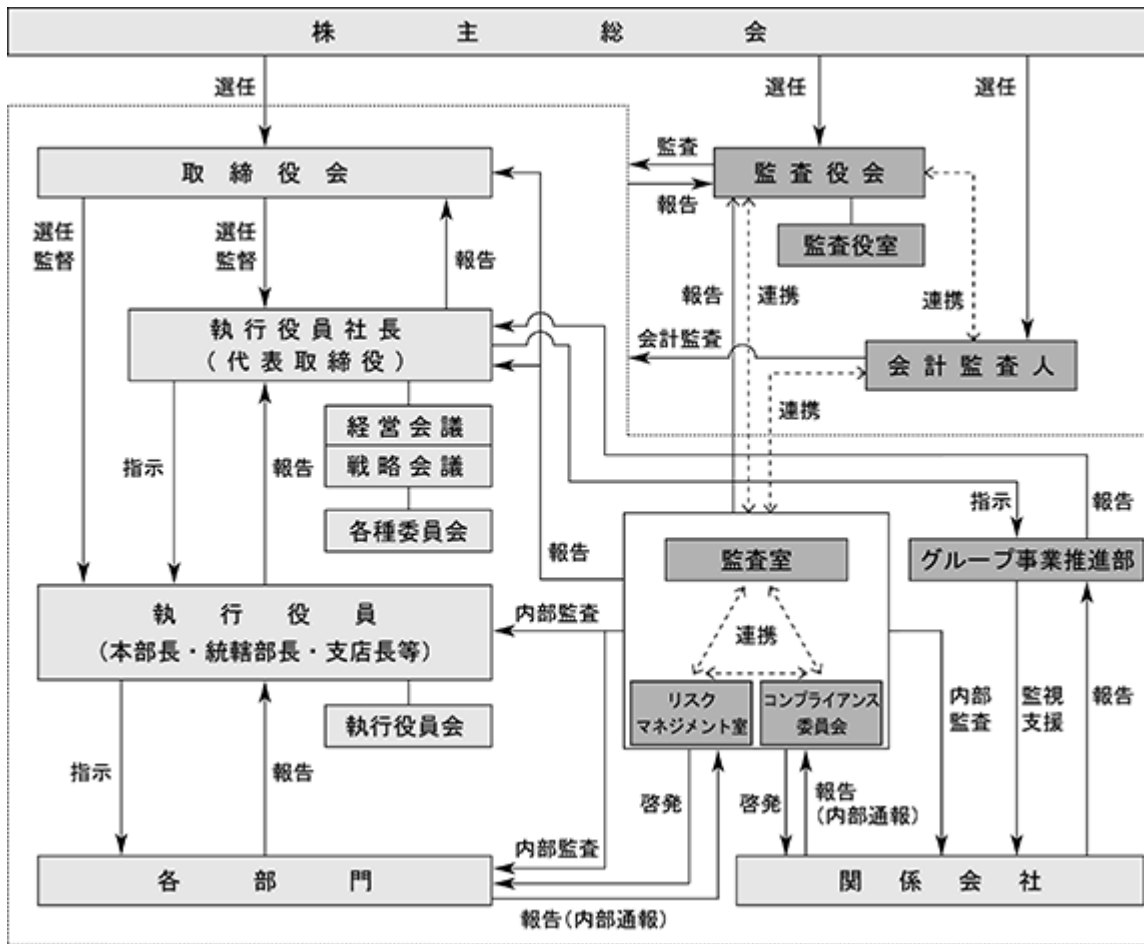 株主総会
選任
選任
選任
取締役会
監査
報告
監査役会
監査役室
選任
監督
選任
監督
報告
報告
連携
連携
執行役員社長
(代表取締役)
会計監査
会計監査人
連携
経営会議
戦略会議
各種委員会
指示
報告
報告
指示
報告
監査室
グループ事業推進部
執行役員
(本部長・統轄部長・支店長等)
内部監査
連携
リスク
マネジメント室
コンプライアンス
委員会
内部
監査
監視
支援
報告
執行役員会
指示
報告
啓発
啓発
報告
(内部通報)
内部監査
各部門
関係会社
報告(内部通報)